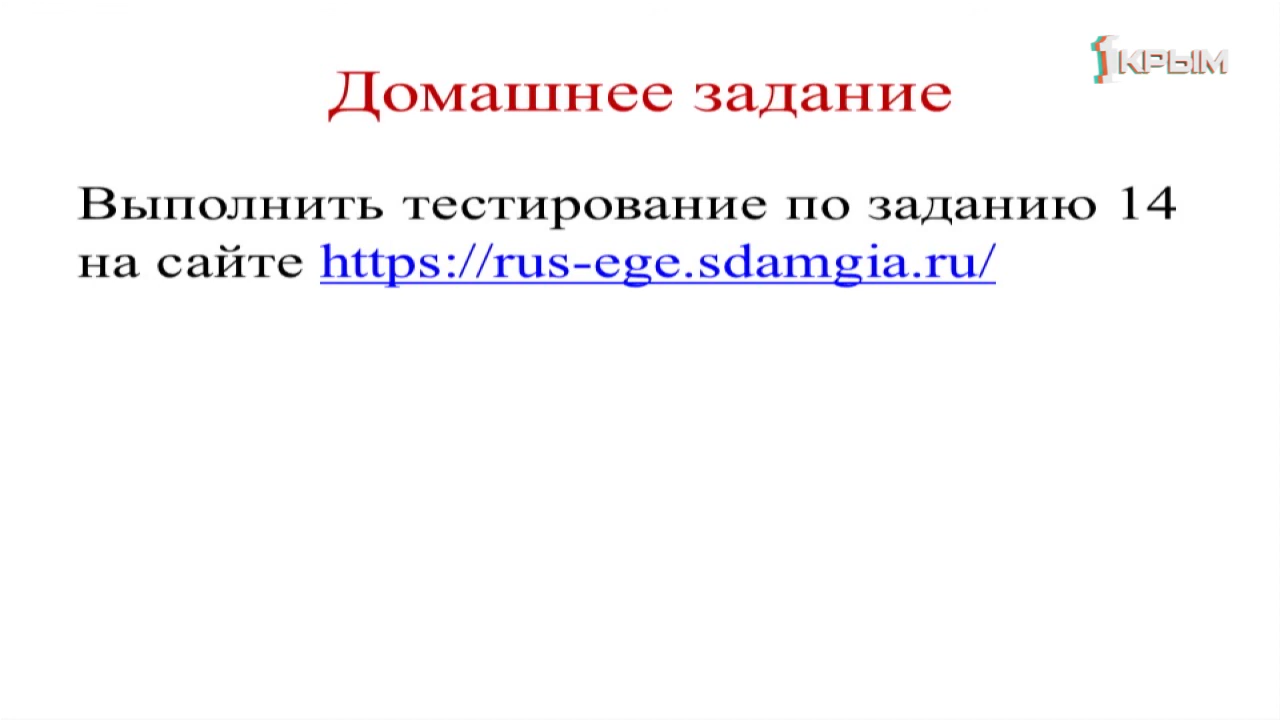 1КРЫМ
Домашнее задание
Выполнить тестирование по заданию 14
на сайте https://rus-ege.sdamgia.ru/